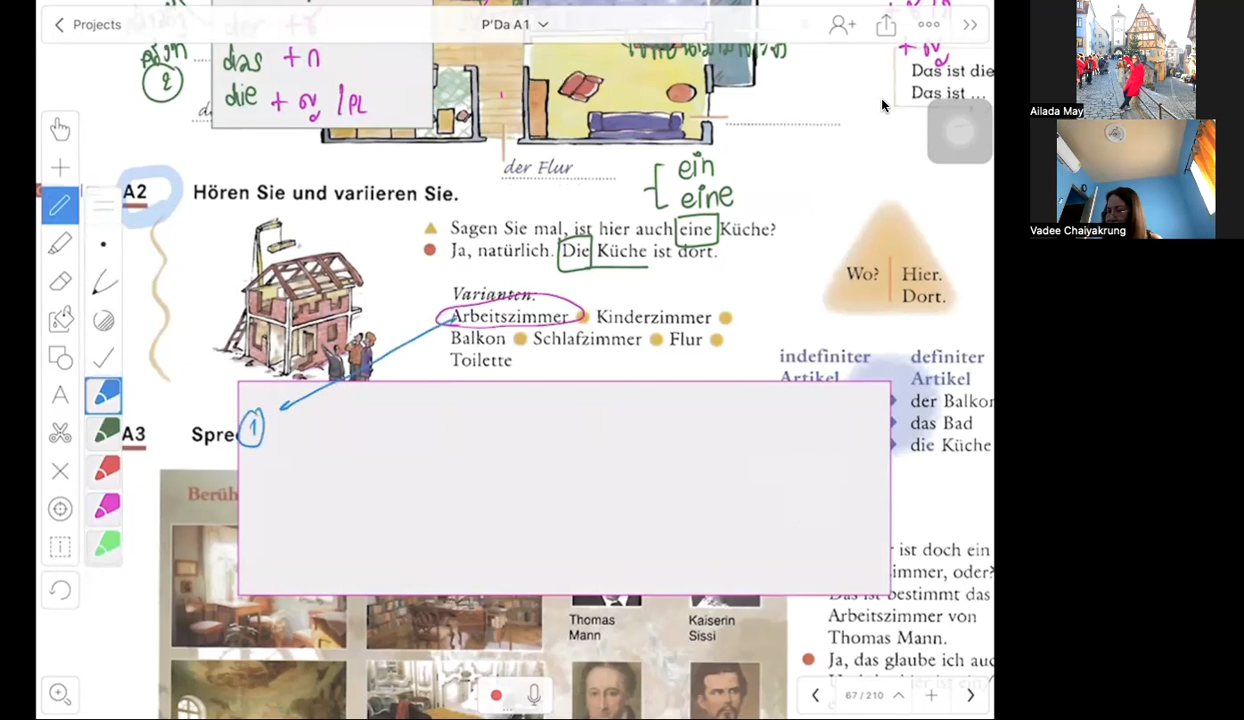 Projects
P'Da A1
das + n
die + ญ / PL
2
Das ist die
Das ist ...
der Flur
Ailada May
Vadee Chaiyakrung
A2 Hören Sie und variieren Sie.
ein
eine
Sagen Sie mal, ist hier auch eine Küche?
Ja, natürlich. Die Küche ist dort.
Varianten:
Arbeitszimmer Kinderzimmer
Balkon Schlafzimmer Flur
Toilette
Wo? Hier.
Dort.
indefiniter definiter
Artikel Artikel
der Balkon
das Bad
die Küche
1
A3 Spre
Berüh
ist doch ein
immer, oder?
Das ist bestimmt das
Arbeitszimmer von
Thomas Mann.
Ja, das glaube ich auc
Thomas
Mann
Kaiserin
Sissi
67 / 210